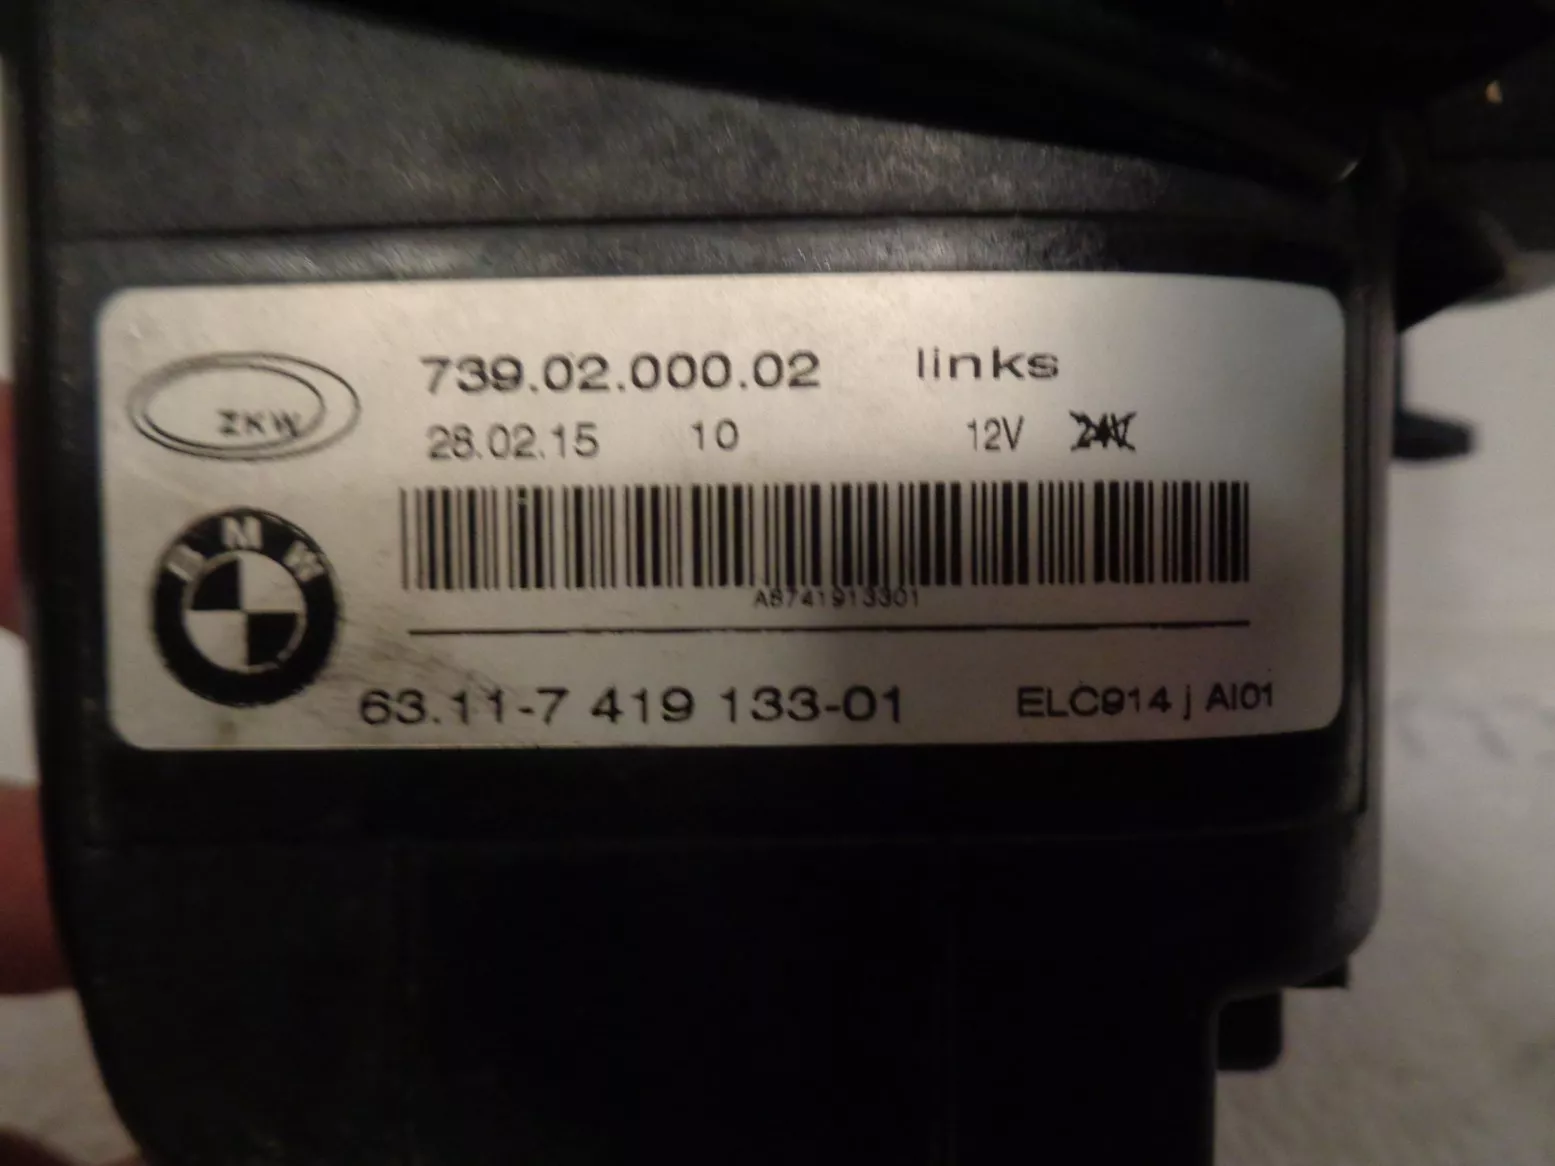 739.02.000.02 links
ZKW
28.02.15 10 12V 24V
BMW
A8741913301
63.11-7 419 133-01 ELC914 j AI01